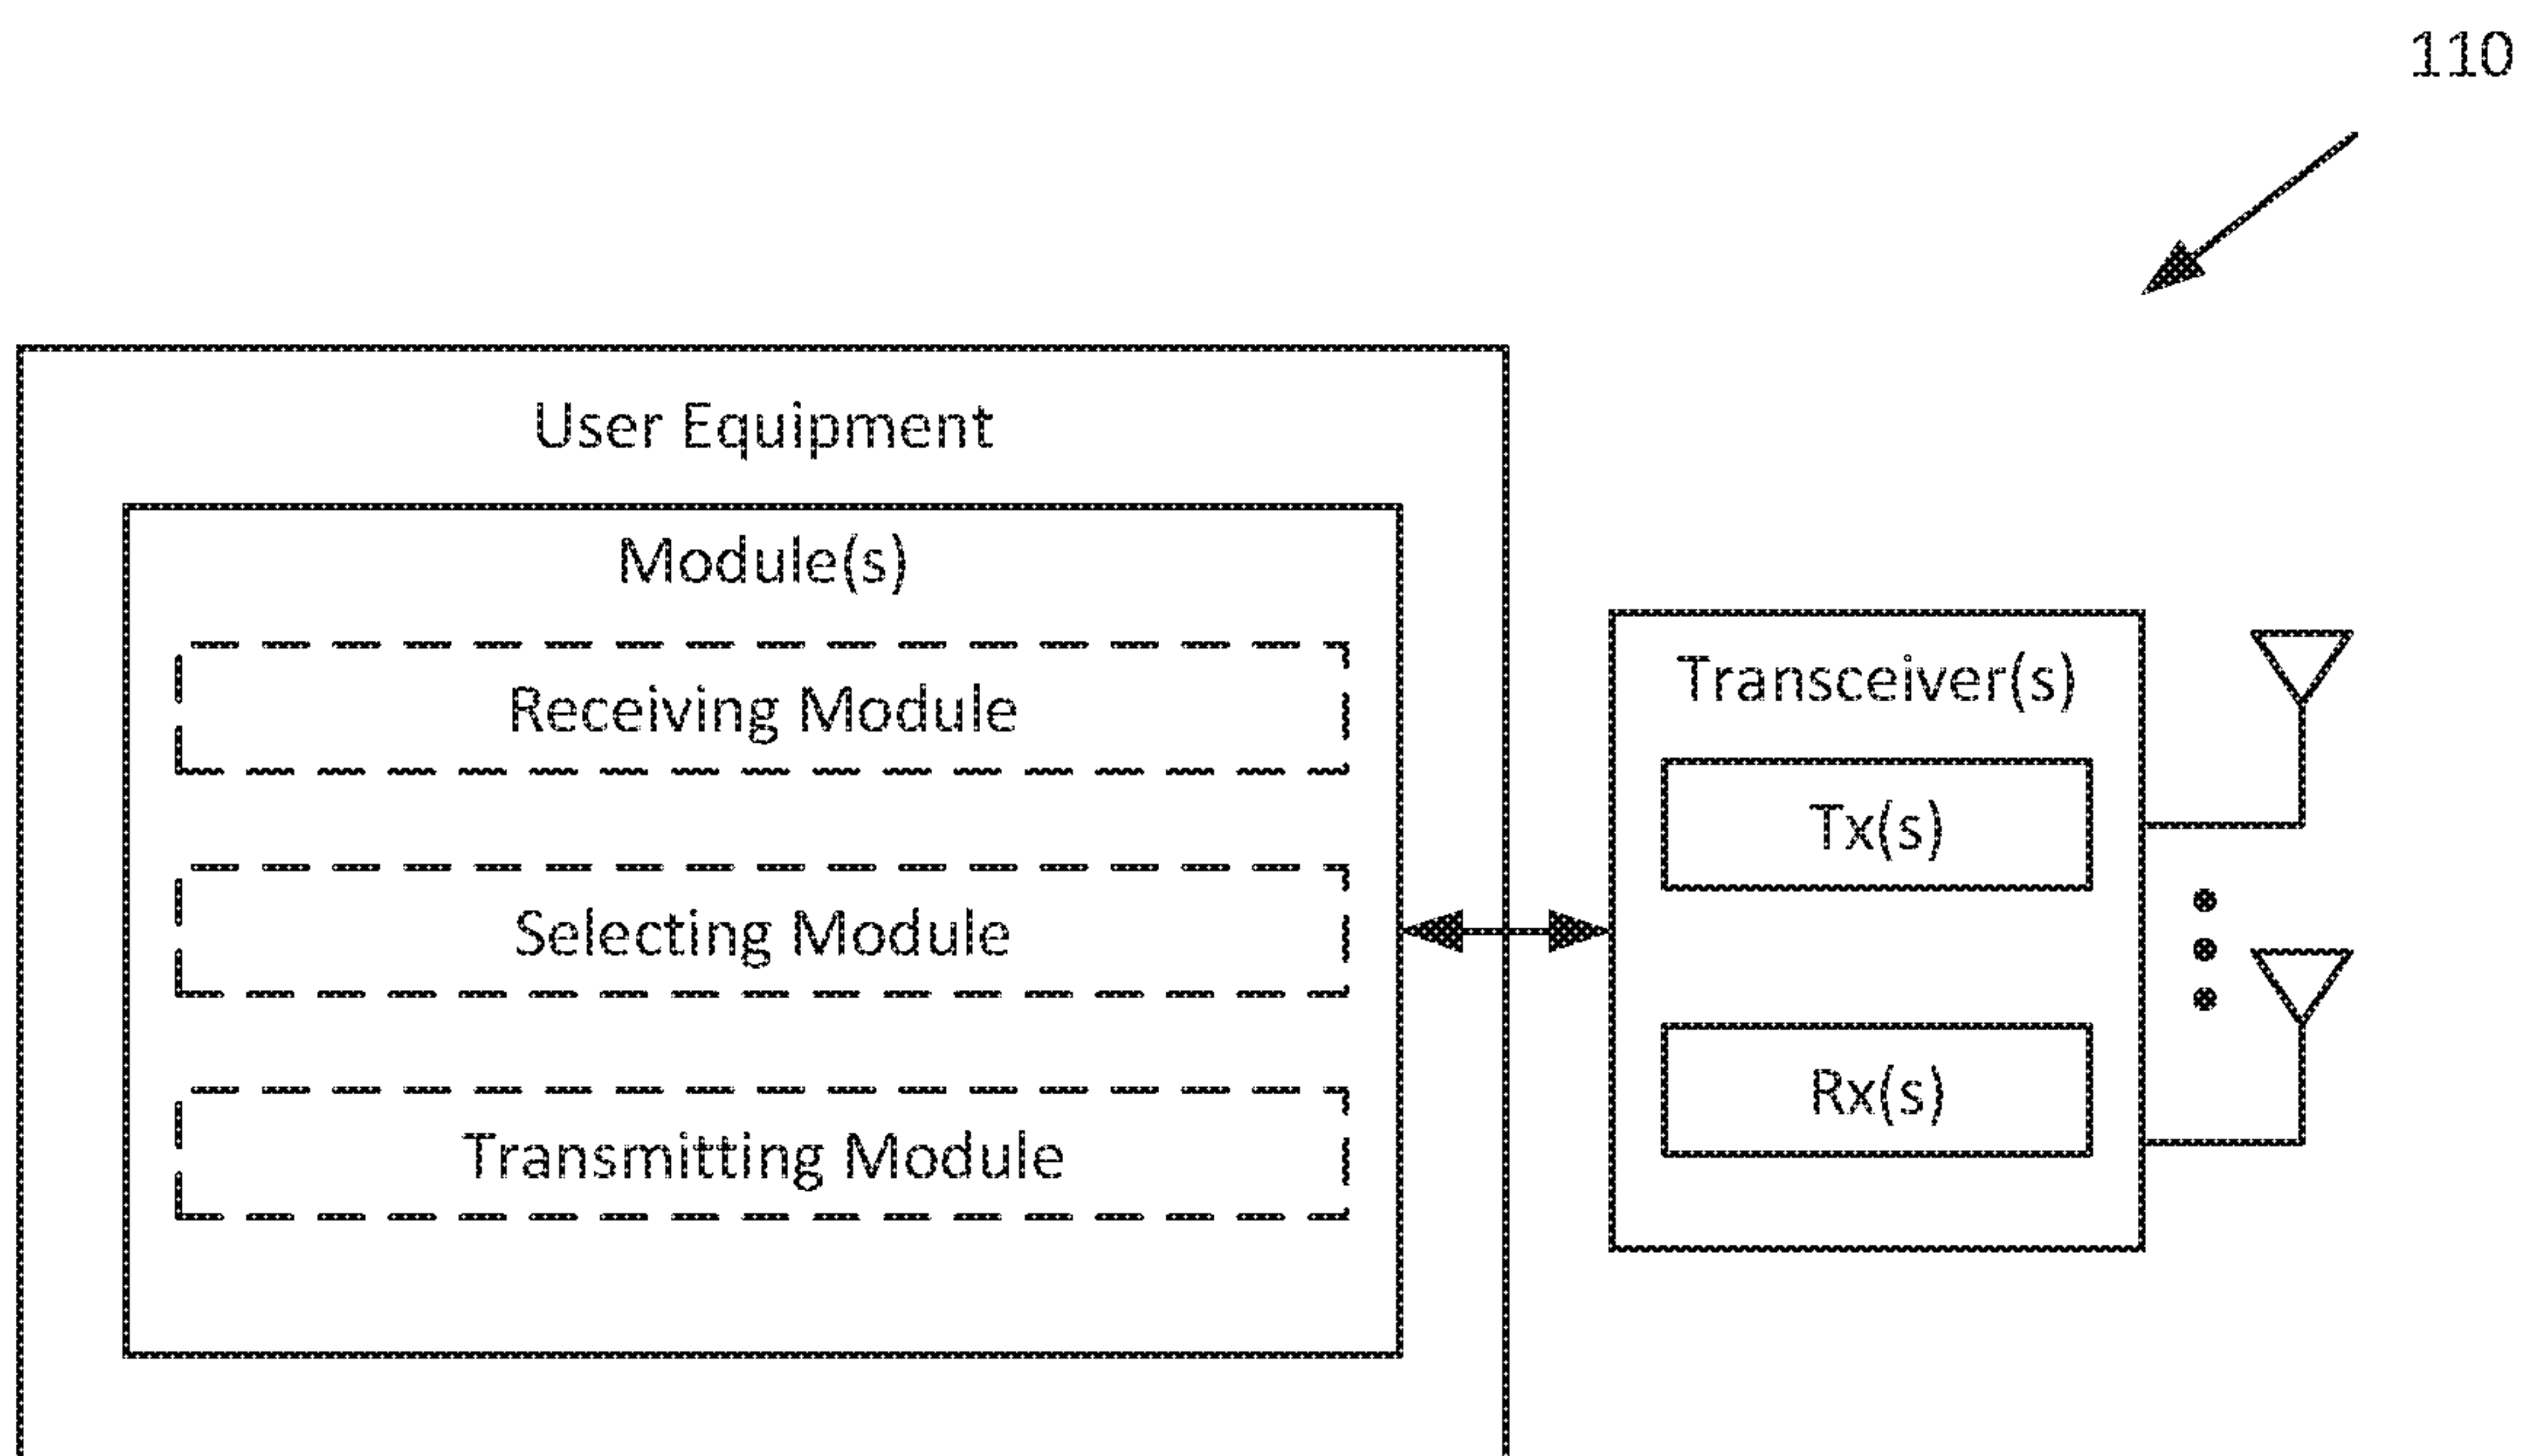 110
User Equipment
Module(s)
Receiving Module
Selecting Module
Transmitting Module
Transceiver(s)
Tx(s)
Rx(s)